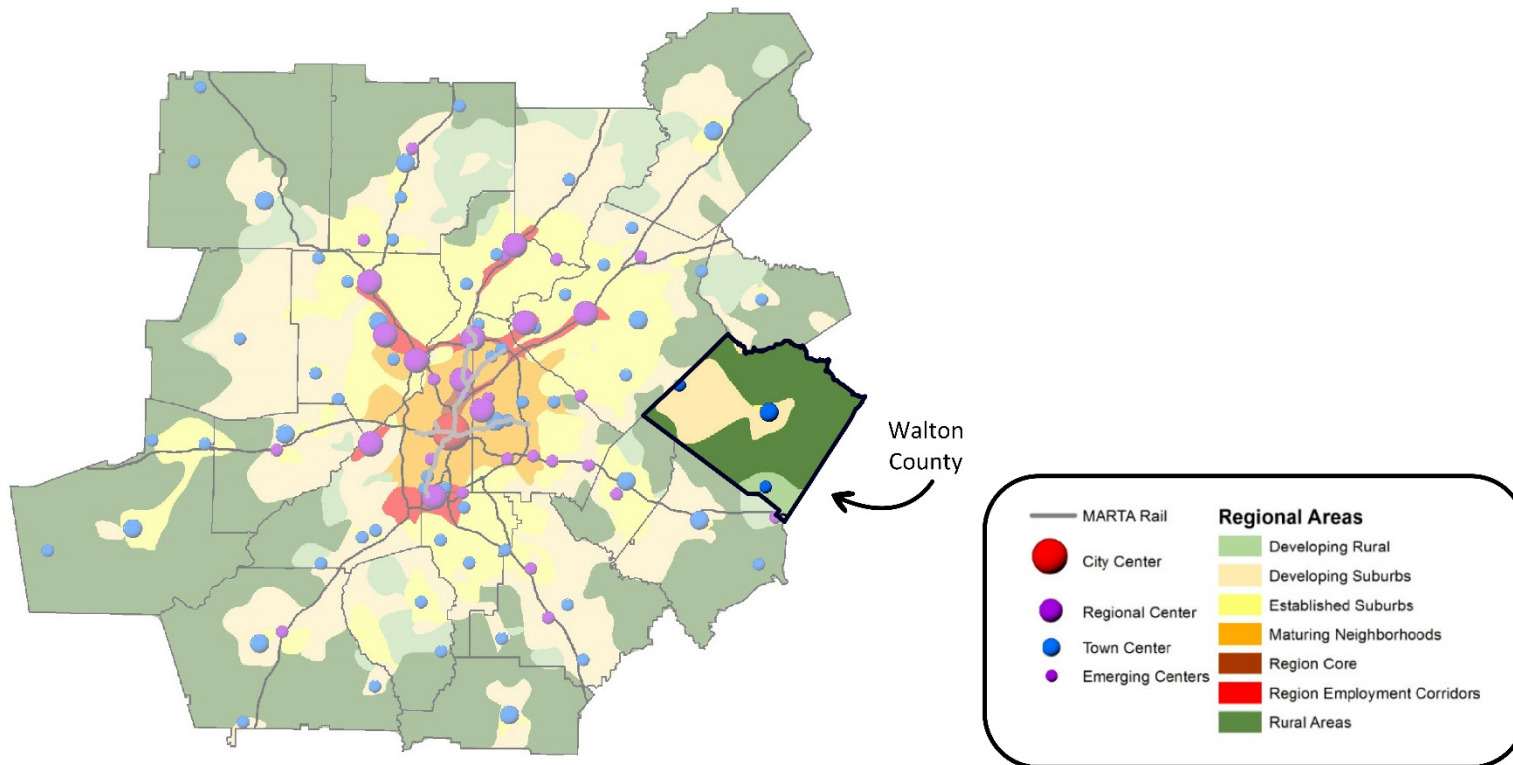 Walton
County
MARTA Rail
City Center
Regional Center
Town Center
Emerging Centers
Regional Areas
Developing Rural
Developing Suburbs
Established Suburbs
Maturing Neighborhoods
Region Core
Region Employment Corridors
Rural Areas